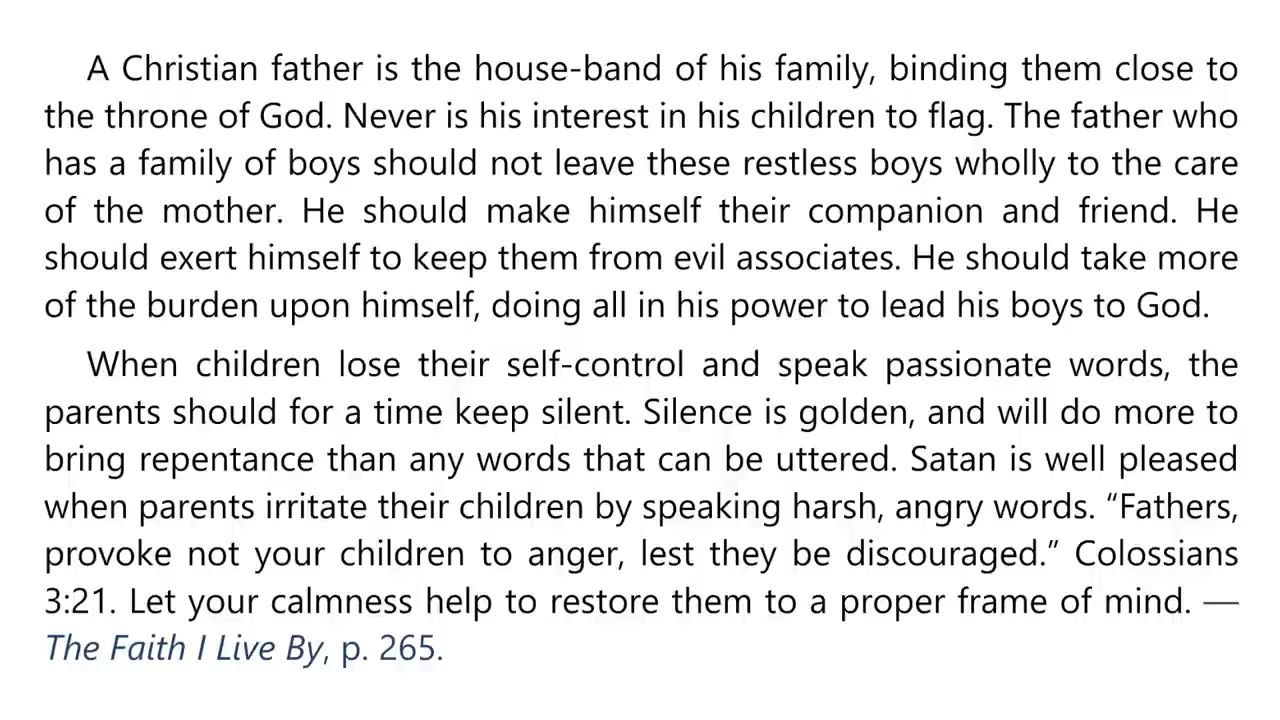 A Christian father is the house-band of his family, binding them close to
the throne of God. Never is his interest in his children to flag. The father who
has a family of boys should not leave these restless boys wholly to the care
of the mother. He should make himself their companion and friend. He
should exert himself to keep them from evil associates. He should take more
of the burden upon himself, doing all in his power to lead his boys to God.
When children lose their self-control and speak passionate words, the
parents should for a time keep silent. Silence is golden, and will do more to
bring repentance than any words that can be uttered. Satan is well pleased
when parents irritate their children by speaking harsh, angry words. “Fathers,
provoke not your children to anger, lest they be discouraged.” Colossians
3:21. Let your calmness help to restore them to a proper frame of mind. —
The Faith I Live By, p. 265.